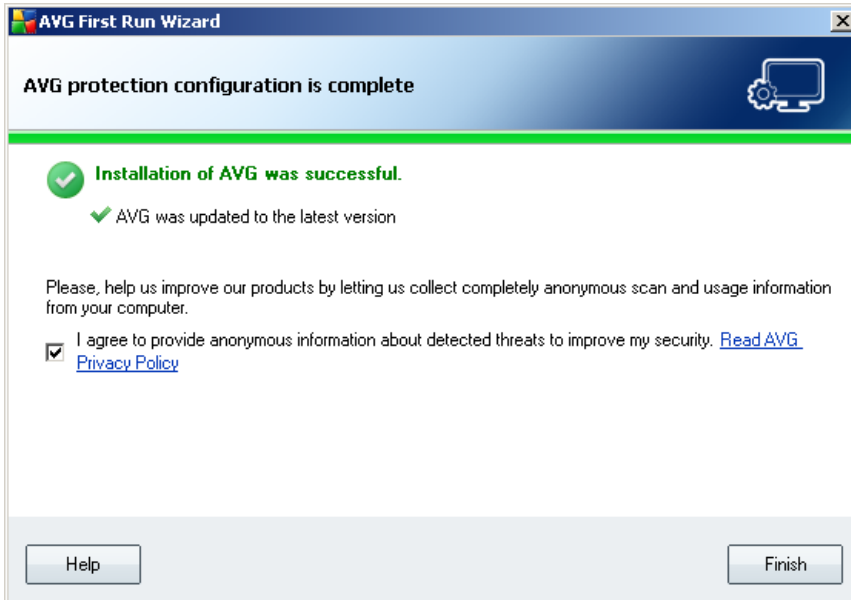 AVG First Run Wizard
AVG protection configuration is complete
Installation of AVG was successful.
AVG was updated to the latest version
Please, help us improve our products by letting us collect completely anonymous scan and usage information
from your computer.
I agree to provide anonymous information about detected threats to improve my security. Read AVG
Privacy Policy
Help
Finish